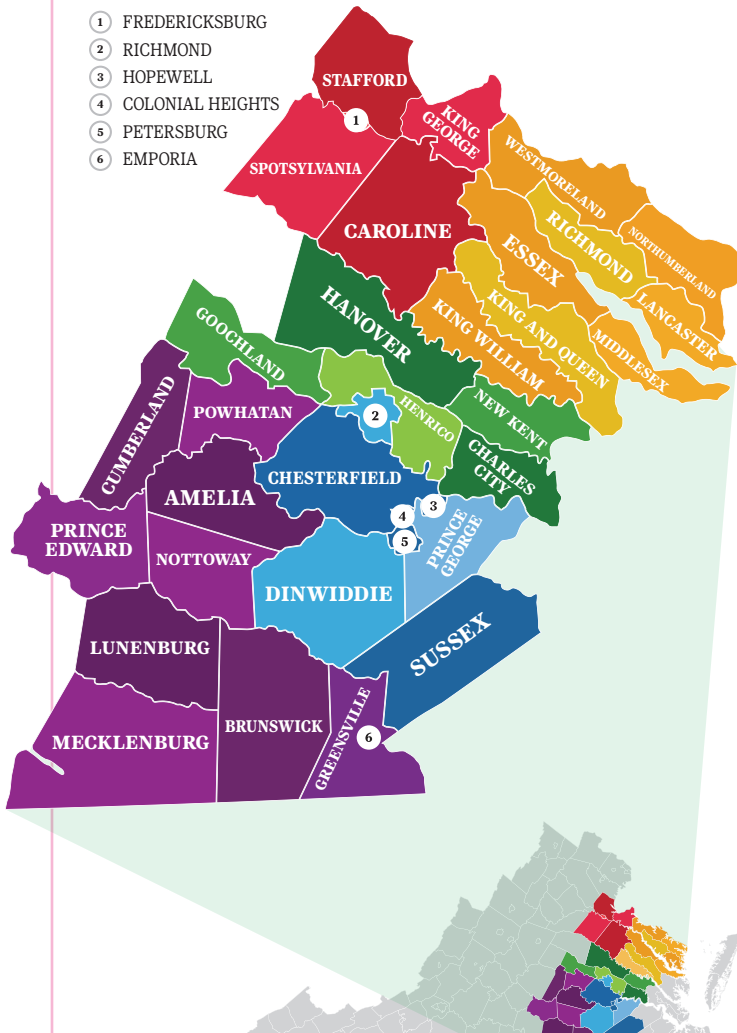 1 FREDERICKSBURG
2 RICHMOND
3 HOPEWELL
4 COLONIAL HEIGHTS
5 PETERSBURG
6 EMPORIA
STAFFORD
1
KING
GEORGE
SPOTSYLVANIA
WESTMORELAND
CAROLINE
RICHMOND
NORTHUMBERLAND
ESSEX
HANOVER
KING AND QUEEN
LANCASTER
GOOCHLAND
KING WILLIAM
MIDDLESEX
CUMBERLAND
POWHATAN
2
HENRICO
NEW KENT
CHARLES
CITY
CHESTERFIELD
AMELIA
3
4
5
PRINCE
GEORGE
PRINCE
EDWARD
NOTTOWAY
DINWIDDIE
LUNENBURG
SUSSEX
MECKLENBURG
BRUNSWICK
GREENSVILLE
6